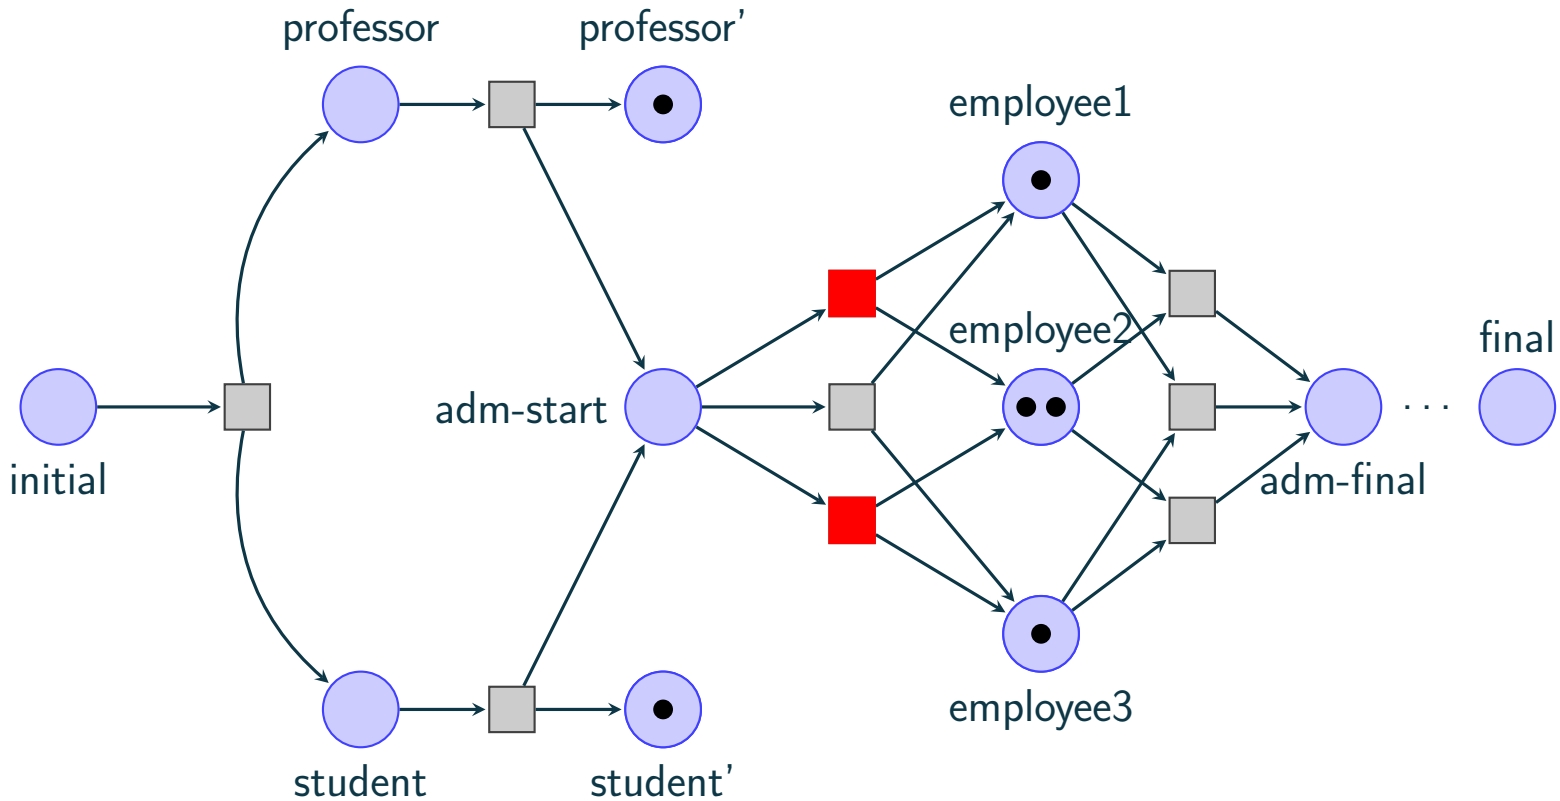 professor
professor'
employee1
employee2
final
adm-start
initial
adm-final
. . .
employee3
student
student'